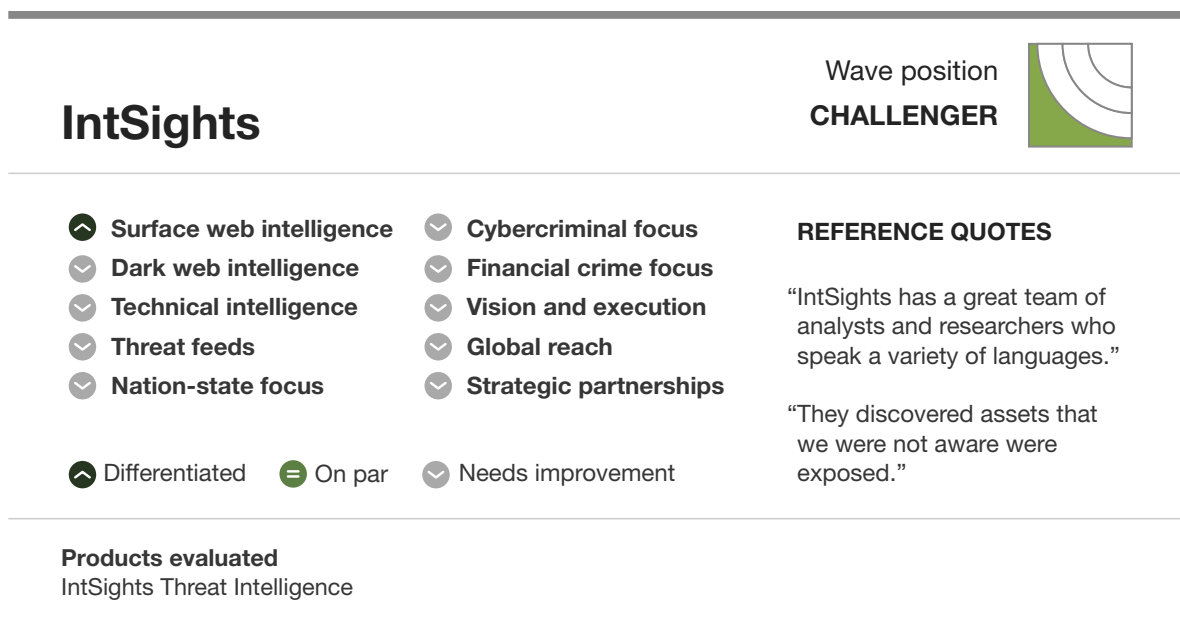 IntSights
Wave position
CHALLENGER
Surface web intelligence
Dark web intelligence
Technical intelligence
Threat feeds
Nation-state focus
Cybercriminal focus
Financial crime focus
Vision and execution
Global reach
Strategic partnerships
Differentiated
On par
Needs improvement
REFERENCE QUOTES
“IntSights has a great team of
analysts and researchers who
speak a variety of languages.”
“They discovered assets that
we were not aware were
exposed.”
Products evaluated
IntSights Threat Intelligence